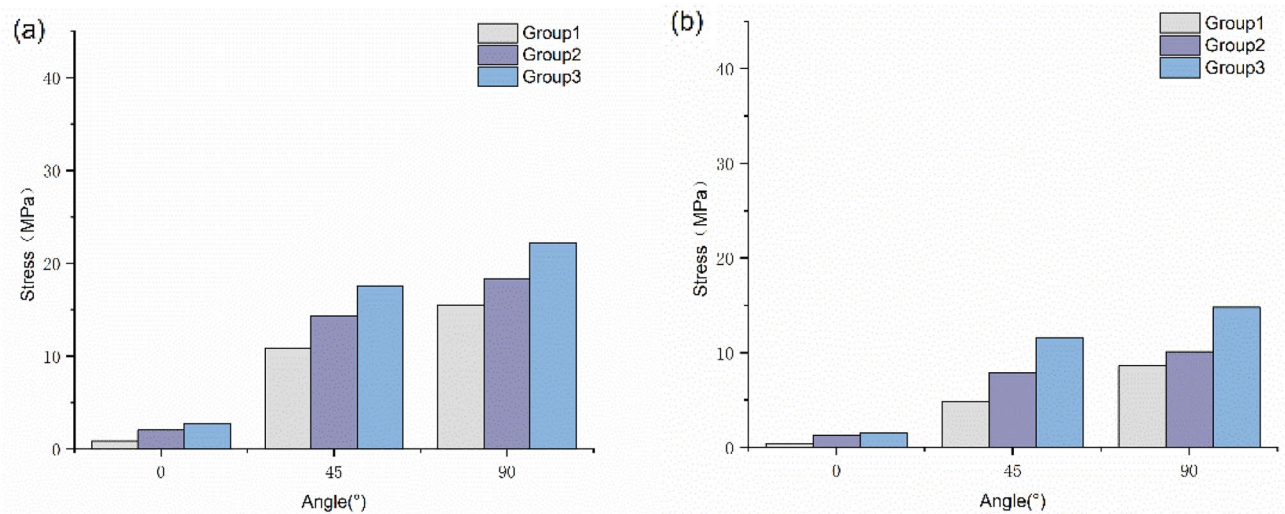 (a)
Group1
Group2
Group3
40
30
20
10
0
Stress（MPa）
0 45 90
Angle(°)
(b)
Group1
Group2
Group3
40
30
20
10
0
Stress（MPa）
0 45 90
Angle(°)